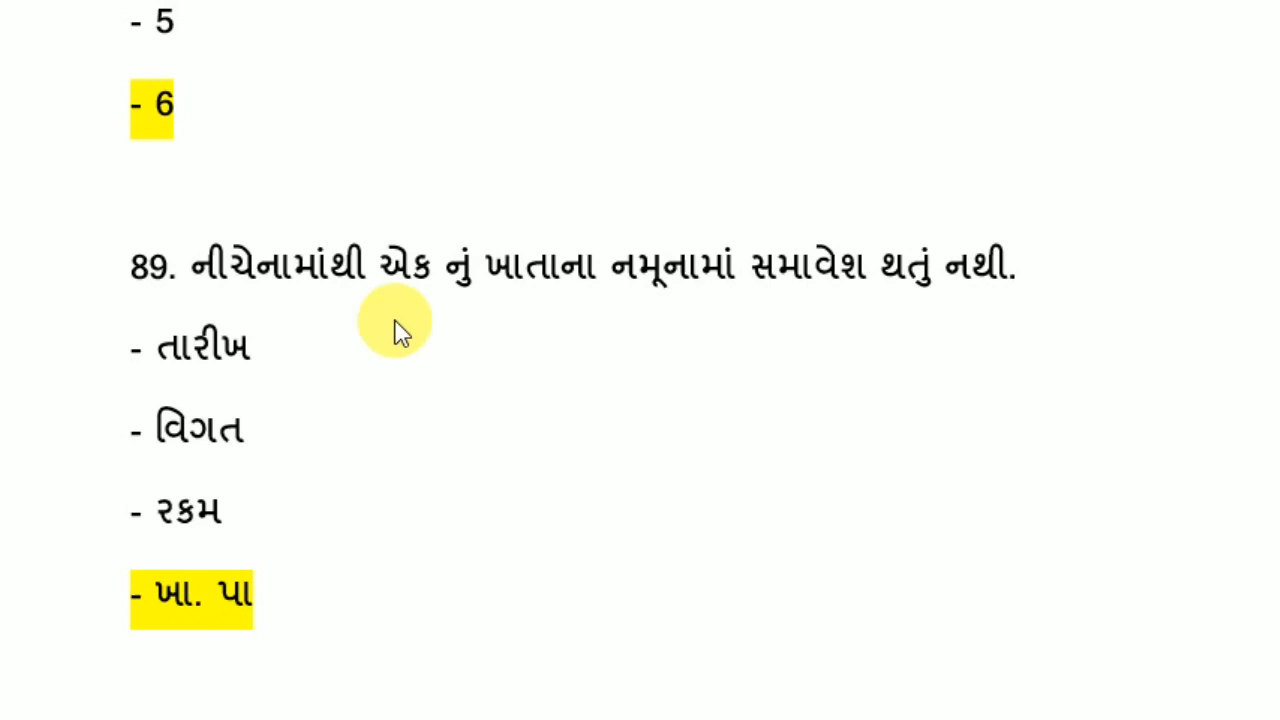 - 5
- 6
89. નીચેનામાંથી એક નું ખાતાના નમૂનામાં સમાવેશ થતું નથી.
- તારીખ
- વિગત
- રકમ
- ખા. પા